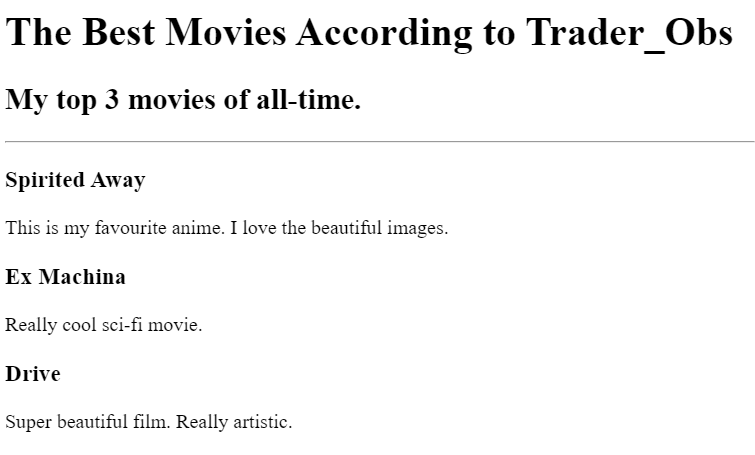 The Best Movies According to Trader_Obs
My top 3 movies of all-time.
Spirited Away
This is my favourite anime. I love the beautiful images.
Ex Machina
Really cool sci-fi movie.
Drive
Super beautiful film. Really artistic.